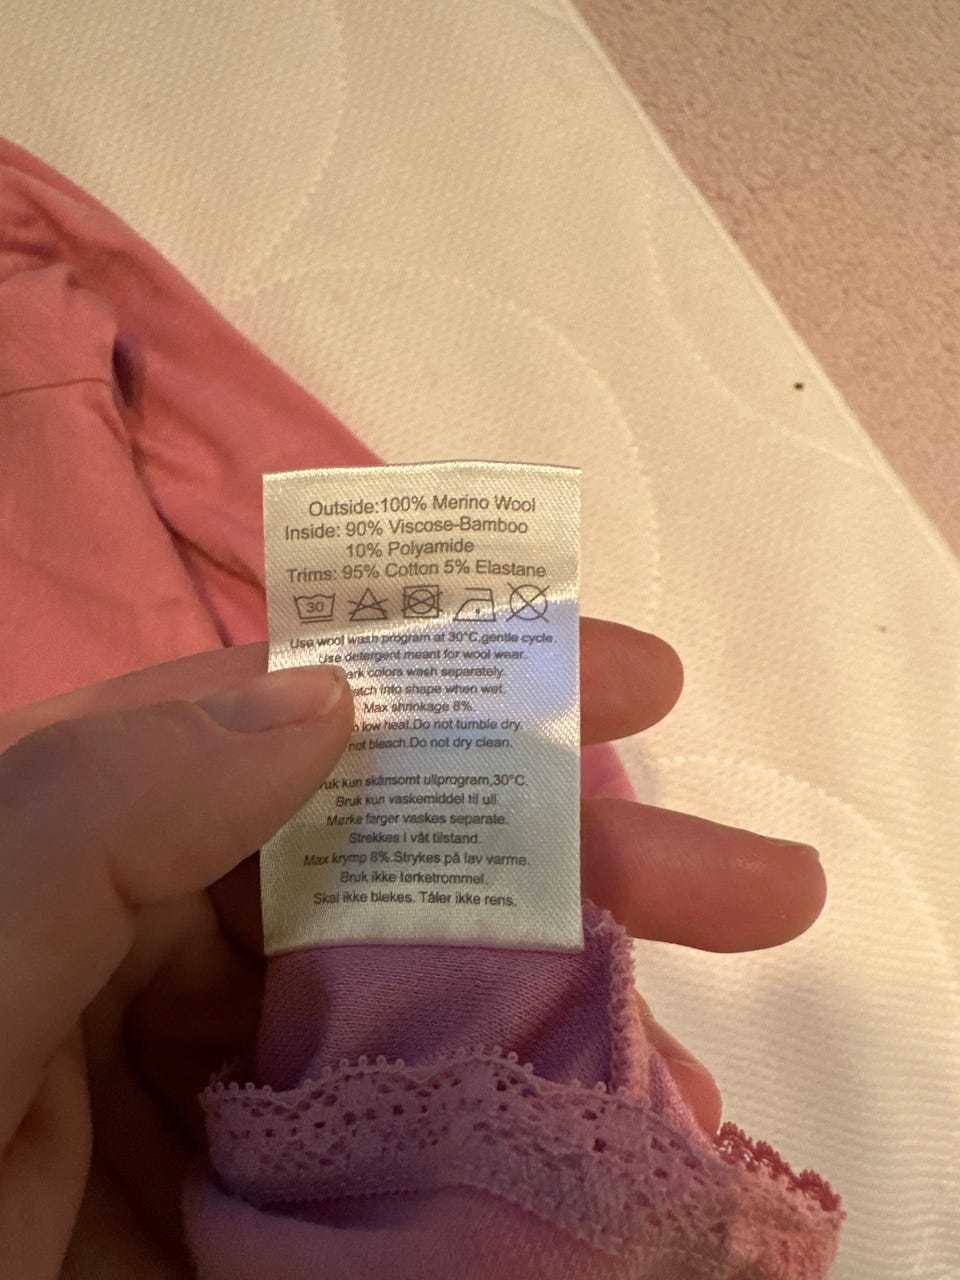 Outside:100% Merino Wool
Inside: 90% Viscose-Bamboo
10% Polyamide
Trims: 95% Cotton 5% Elastane
30
Use wool wash program at 30°C,gentle cycle.
Use detergent meant for wool wear.
colors wash separately.
into shape when wet.
Max shrinkage 8%.
low heat.Do not tumble dry.
not bleach.Do not dry clean.
kun skånsomt ullprogram,30°C.
Bruk kun vaskemiddel til ull.
Mørke farger vaskes separate.
Strekkes I våt tilstand.
Max krymp 8%.Strykes på lav varme.
Bruk ikke tørketrommel.
Skal ikke blekes. Tåler ikke rens.